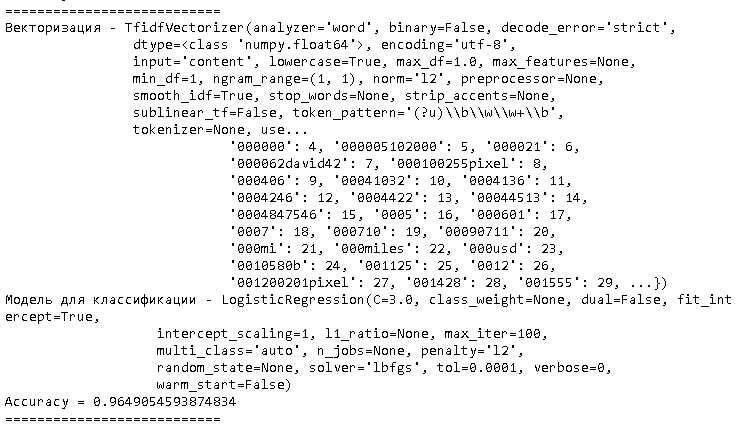 ===========================
Векторизация - TfidfVectorizer(analyzer='word', binary=False, decode_error='strict',
dtype=<class 'numpy.float64'>, encoding='utf-8',
input='content', lowercase=True, max_df=1.0, max_features=None,
min_df=1, ngram_range=(1, 1), norm='l2', preprocessor=None,
smooth_idf=True, stop_words=None, strip_accents=None,
sublinear_tf=False, token_pattern='(?u)\\b\\w\\w+\\b',
tokenizer=None, use...
'000000': 4, '000005102000': 5, '000021': 6,
'000062david42': 7, '000100255pixel': 8,
'000406': 9, '00041032': 10, '0004136': 11,
'0004246': 12, '0004422': 13, '00044513': 14,
'0004847546': 15, '0005': 16, '000601': 17,
'0007': 18, '000710': 19, '00090711': 20,
'000mi': 21, '000miles': 22, '000usd': 23,
'0010580b': 24, '001125': 25, '0012': 26,
'001200201pixel': 27, '001428': 28, '001555': 29, ...})
Модель для классификации - LogisticRegression(C=3.0, class_weight=None, dual=False, fit_int
ercept=True,
intercept_scaling=1, l1_ratio=None, max_iter=100,
multi_class='auto', n_jobs=None, penalty='l2',
random_state=None, solver='lbfgs', tol=0.0001, verbose=0,
warm_start=False)
Accuracy = 0.9649054593874834
===========================